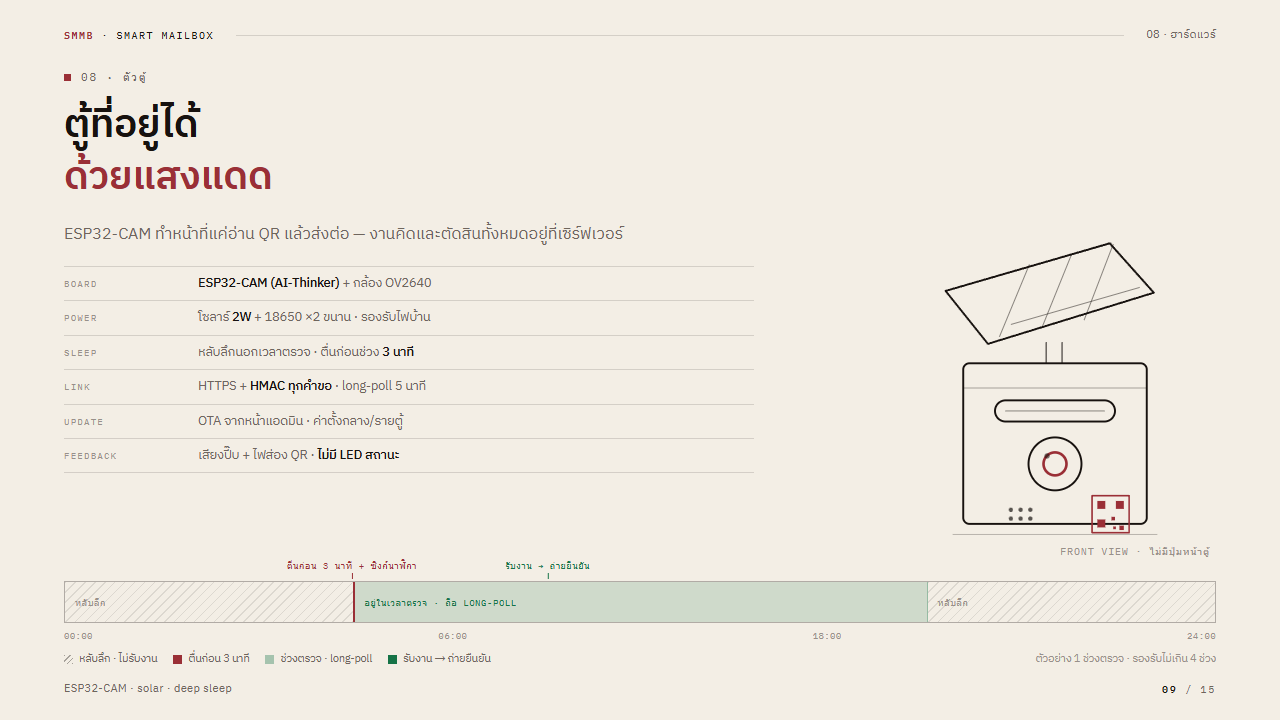 SMMB · SMART MAILBOX
08 · ฮาร์ดแวร์
08 · ตัวตู้
ตู้ที่อยู่ได้
ด้วยแสงแดด
ESP32-CAM ทำหน้าที่แค่อ่าน QR แล้วส่งต่อ — งานคิดและตัดสินทั้งหมดอยู่ที่เซิร์ฟเวอร์
BOARD ESP32-CAM (AI-Thinker) + กล้อง OV2640
POWER โซลาร์ 2W + 18650 ×2 ขนาน · รองรับไฟบ้าน
SLEEP หลับลึกนอกเวลาตรวจ · ตื่นก่อนช่วง 3 นาที
LINK HTTPS + HMAC ทุกคำขอ · long-poll 5 นาที
UPDATE OTA จากหน้าแอดมิน · ค่าตั้งกลาง/รายตู้
FEEDBACK เสียงปี๊บ + ไฟส่อง QR · ไม่มี LED สถานะ
FRONT VIEW · ไม่มีปุ่มหน้าตู้
ตื่นก่อน 3 นาที + ซิงก์นาฬิกา
รับงาน → ถ่ายยืนยัน
หลับลึก
อยู่ในเวลาตรวจ · ถือ LONG-POLL
หลับลึก
00:00 06:00 18:00 24:00
หลับลึก · ไม่รับงาน ตื่นก่อน 3 นาที ช่วงตรวจ · long-poll รับงาน → ถ่ายยืนยัน
ตัวอย่าง 1 ช่วงตรวจ · รองรับไม่เกิน 4 ช่วง
ESP32-CAM · solar · deep sleep
09 / 15